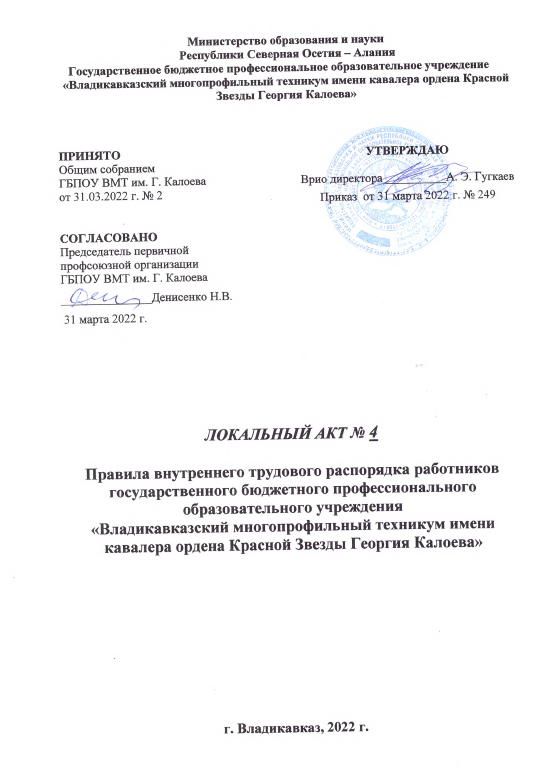 Министерство образования и науки
Республики Северная Осетия – Алания
Государственное бюджетное профессиональное образовательное учреждение
«Владикавказский многопрофильный техникум имени кавалера ордена Красной
Звезды Георгия Калоева»
ПРИНЯТО
Общим собранием
ГБПОУ ВМТ им. Г. Калоева
от 31.03.2022 г. № 2
УТВЕРЖДАЮ
Врио директора А. Э. Гугкаев
Приказ от 31 марта 2022 г. № 249
СОГЛАСОВАНО
Председатель первичной
профсоюзной организации
ГБПОУ ВМТ им. Г. Калоева
Денисенко Н.В.
31 марта 2022 г.
ЛОКАЛЬНЫЙ АКТ № 4
Правила внутреннего трудового распорядка работников
государственного бюджетного профессионального
образовательного учреждения
«Владикавказский многопрофильный техникум имени
кавалера ордена Красной Звезды Георгия Калоева»
г. Владикавказ, 2022 г.